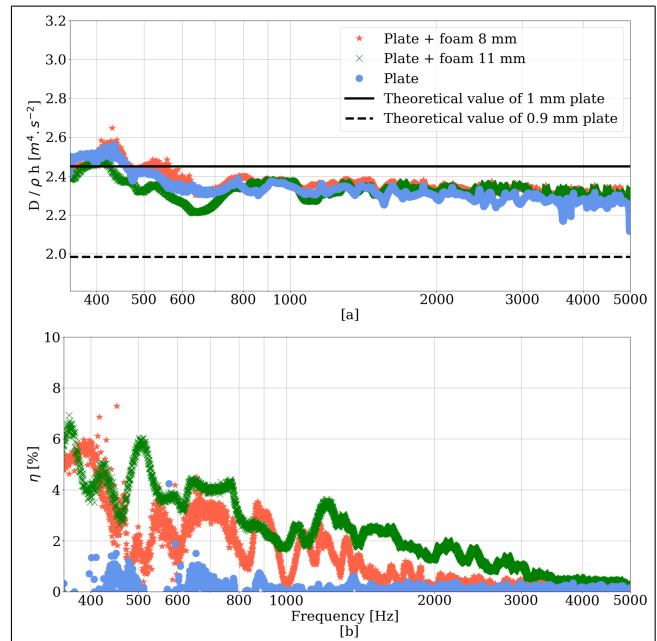 3.2
3.0
2.8
2.6
2.4
2.2
2.0
D / ρ h [m⁴.s⁻²]
Plate + foam 8 mm
Plate + foam 11 mm
Plate
Theoretical value of 1 mm plate
Theoretical value of 0.9 mm plate
400 500 600 800 1000 2000 3000 5000
[a]
10
8
6
4
2
0
η [%]
400 500 600 800 1000 2000 3000 5000
Frequency [Hz]
[b]